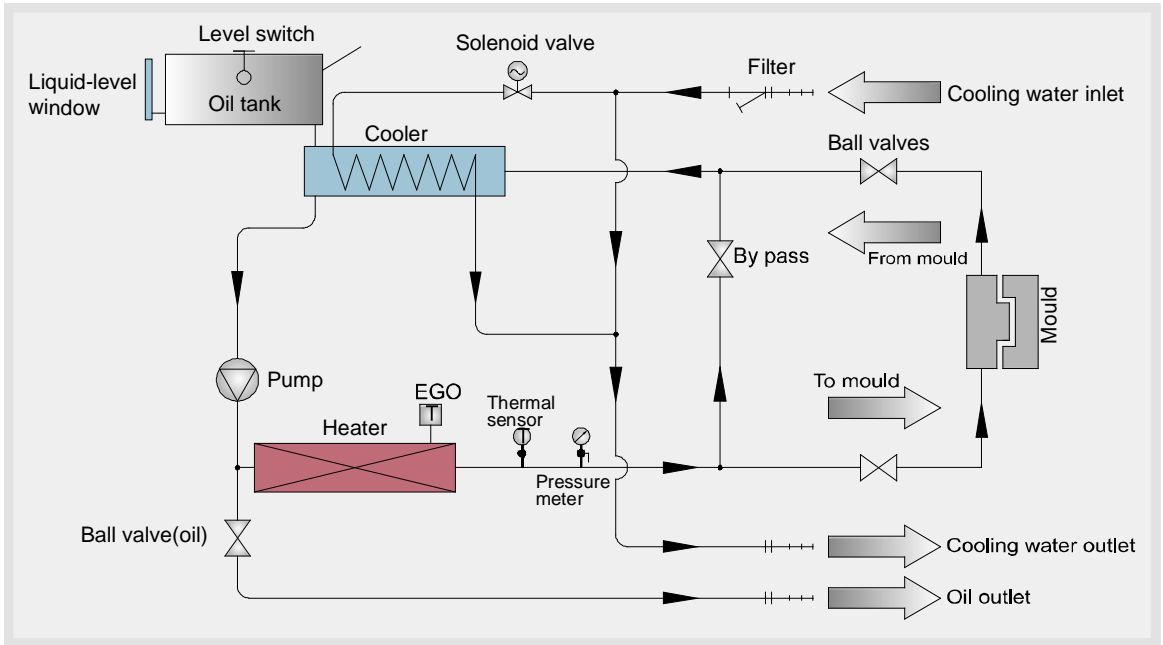 Level switch
Solenoid valve
Filter
Liquid-level
window
Oil tank
Cooling water inlet
Cooler
Ball valves
By pass
From mould
Mould
Pump
EGO
T
Thermal
sensor
T
To mould
Heater
Pressure
meter
Ball valve(oil)
Cooling water outlet
Oil outlet